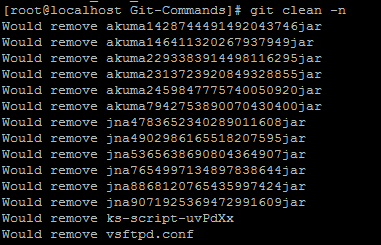 [root@localhost Git-Commands]# git clean -n
Would remove akuma1428744491492043746jar
Would remove akuma146411320267937949jar
Would remove akuma2293383914498116295jar
Would remove akuma2313723920849328855jar
Would remove akuma2459847775740050920jar
Would remove akuma7942753890070430400jar
Would remove jna4783652340289011608jar
Would remove jna4902986165518207595jar
Would remove jna5365638690804364907jar
Would remove jna7654997134897838644jar
Would remove jna8868120765435997424jar
Would remove jna9071925369472991609jar
Would remove ks-script-uvPdXx
Would remove vsftpd.conf